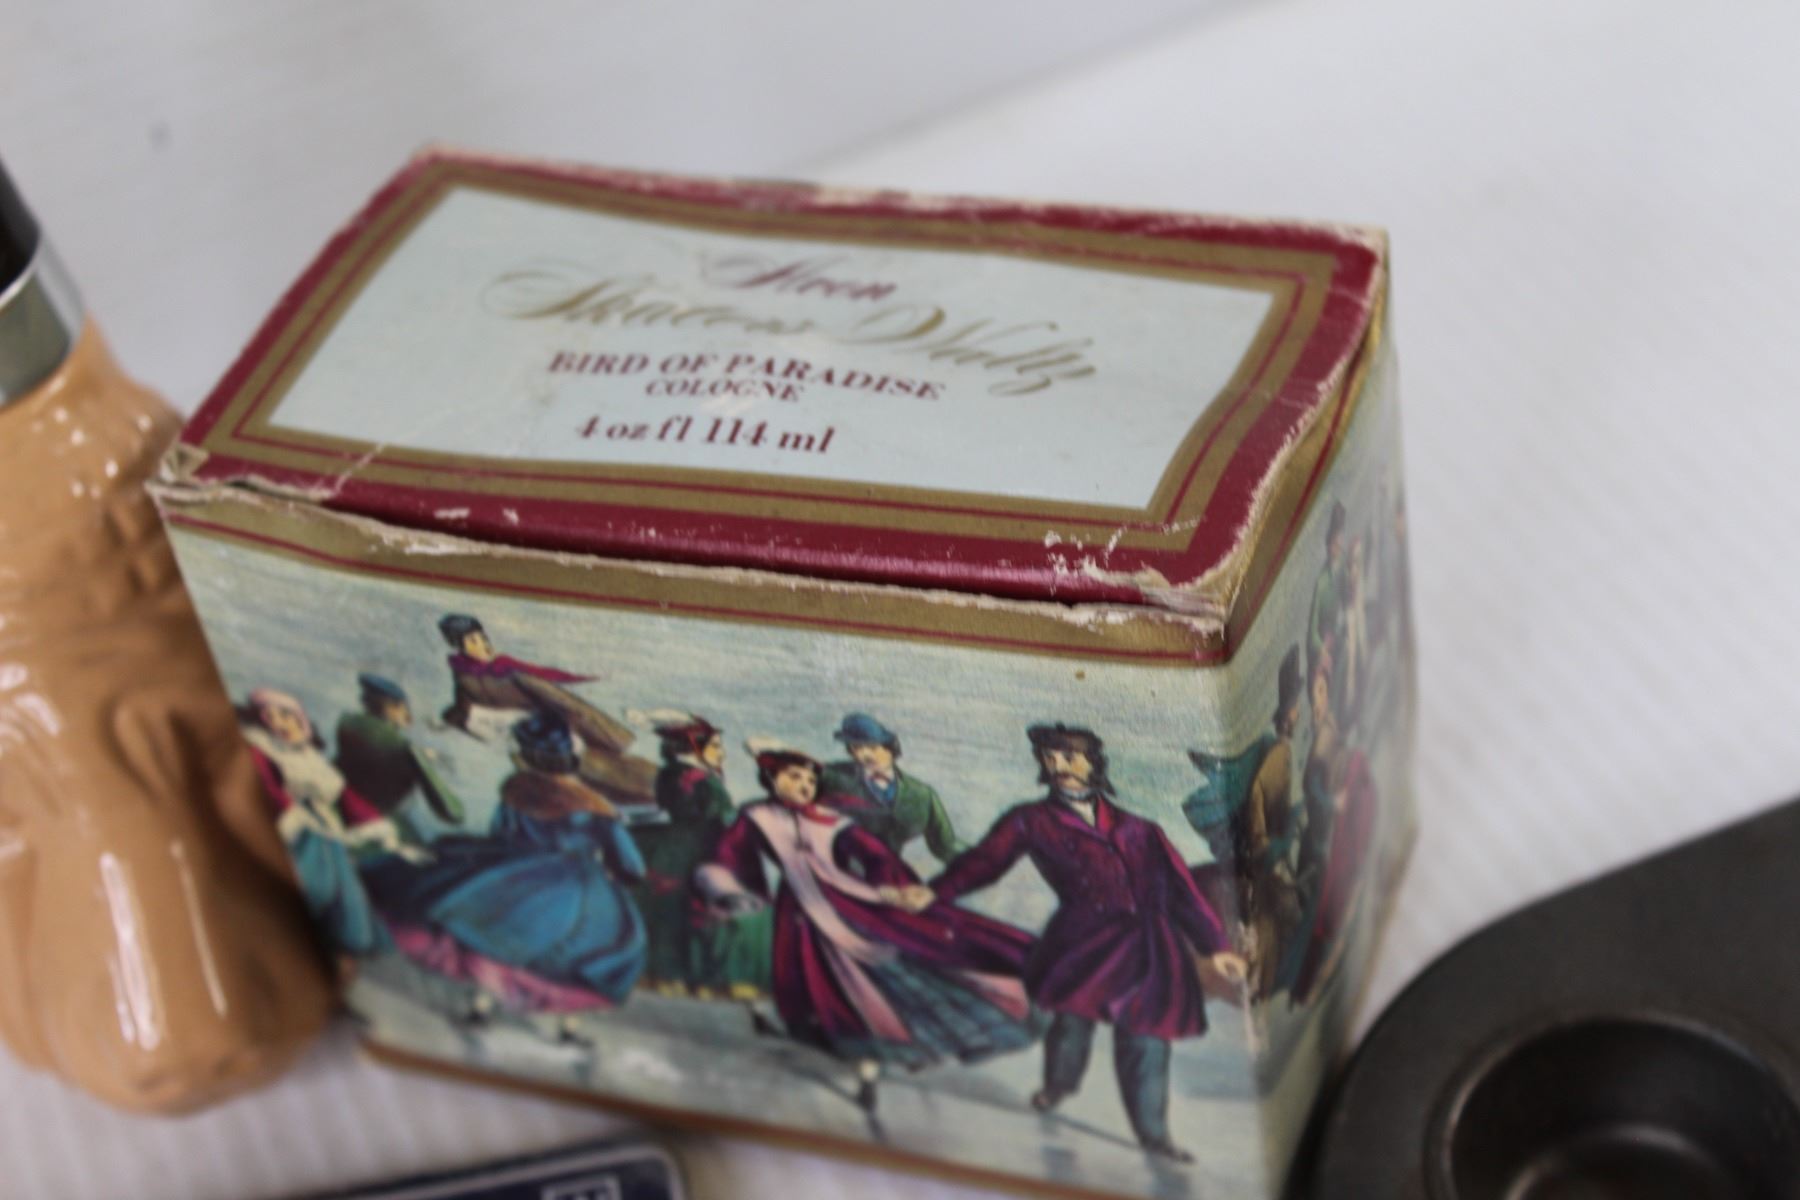 Avon
Skaters Waltz
BIRD OF PARADISE
COLOGNE
4 oz fl 114 ml